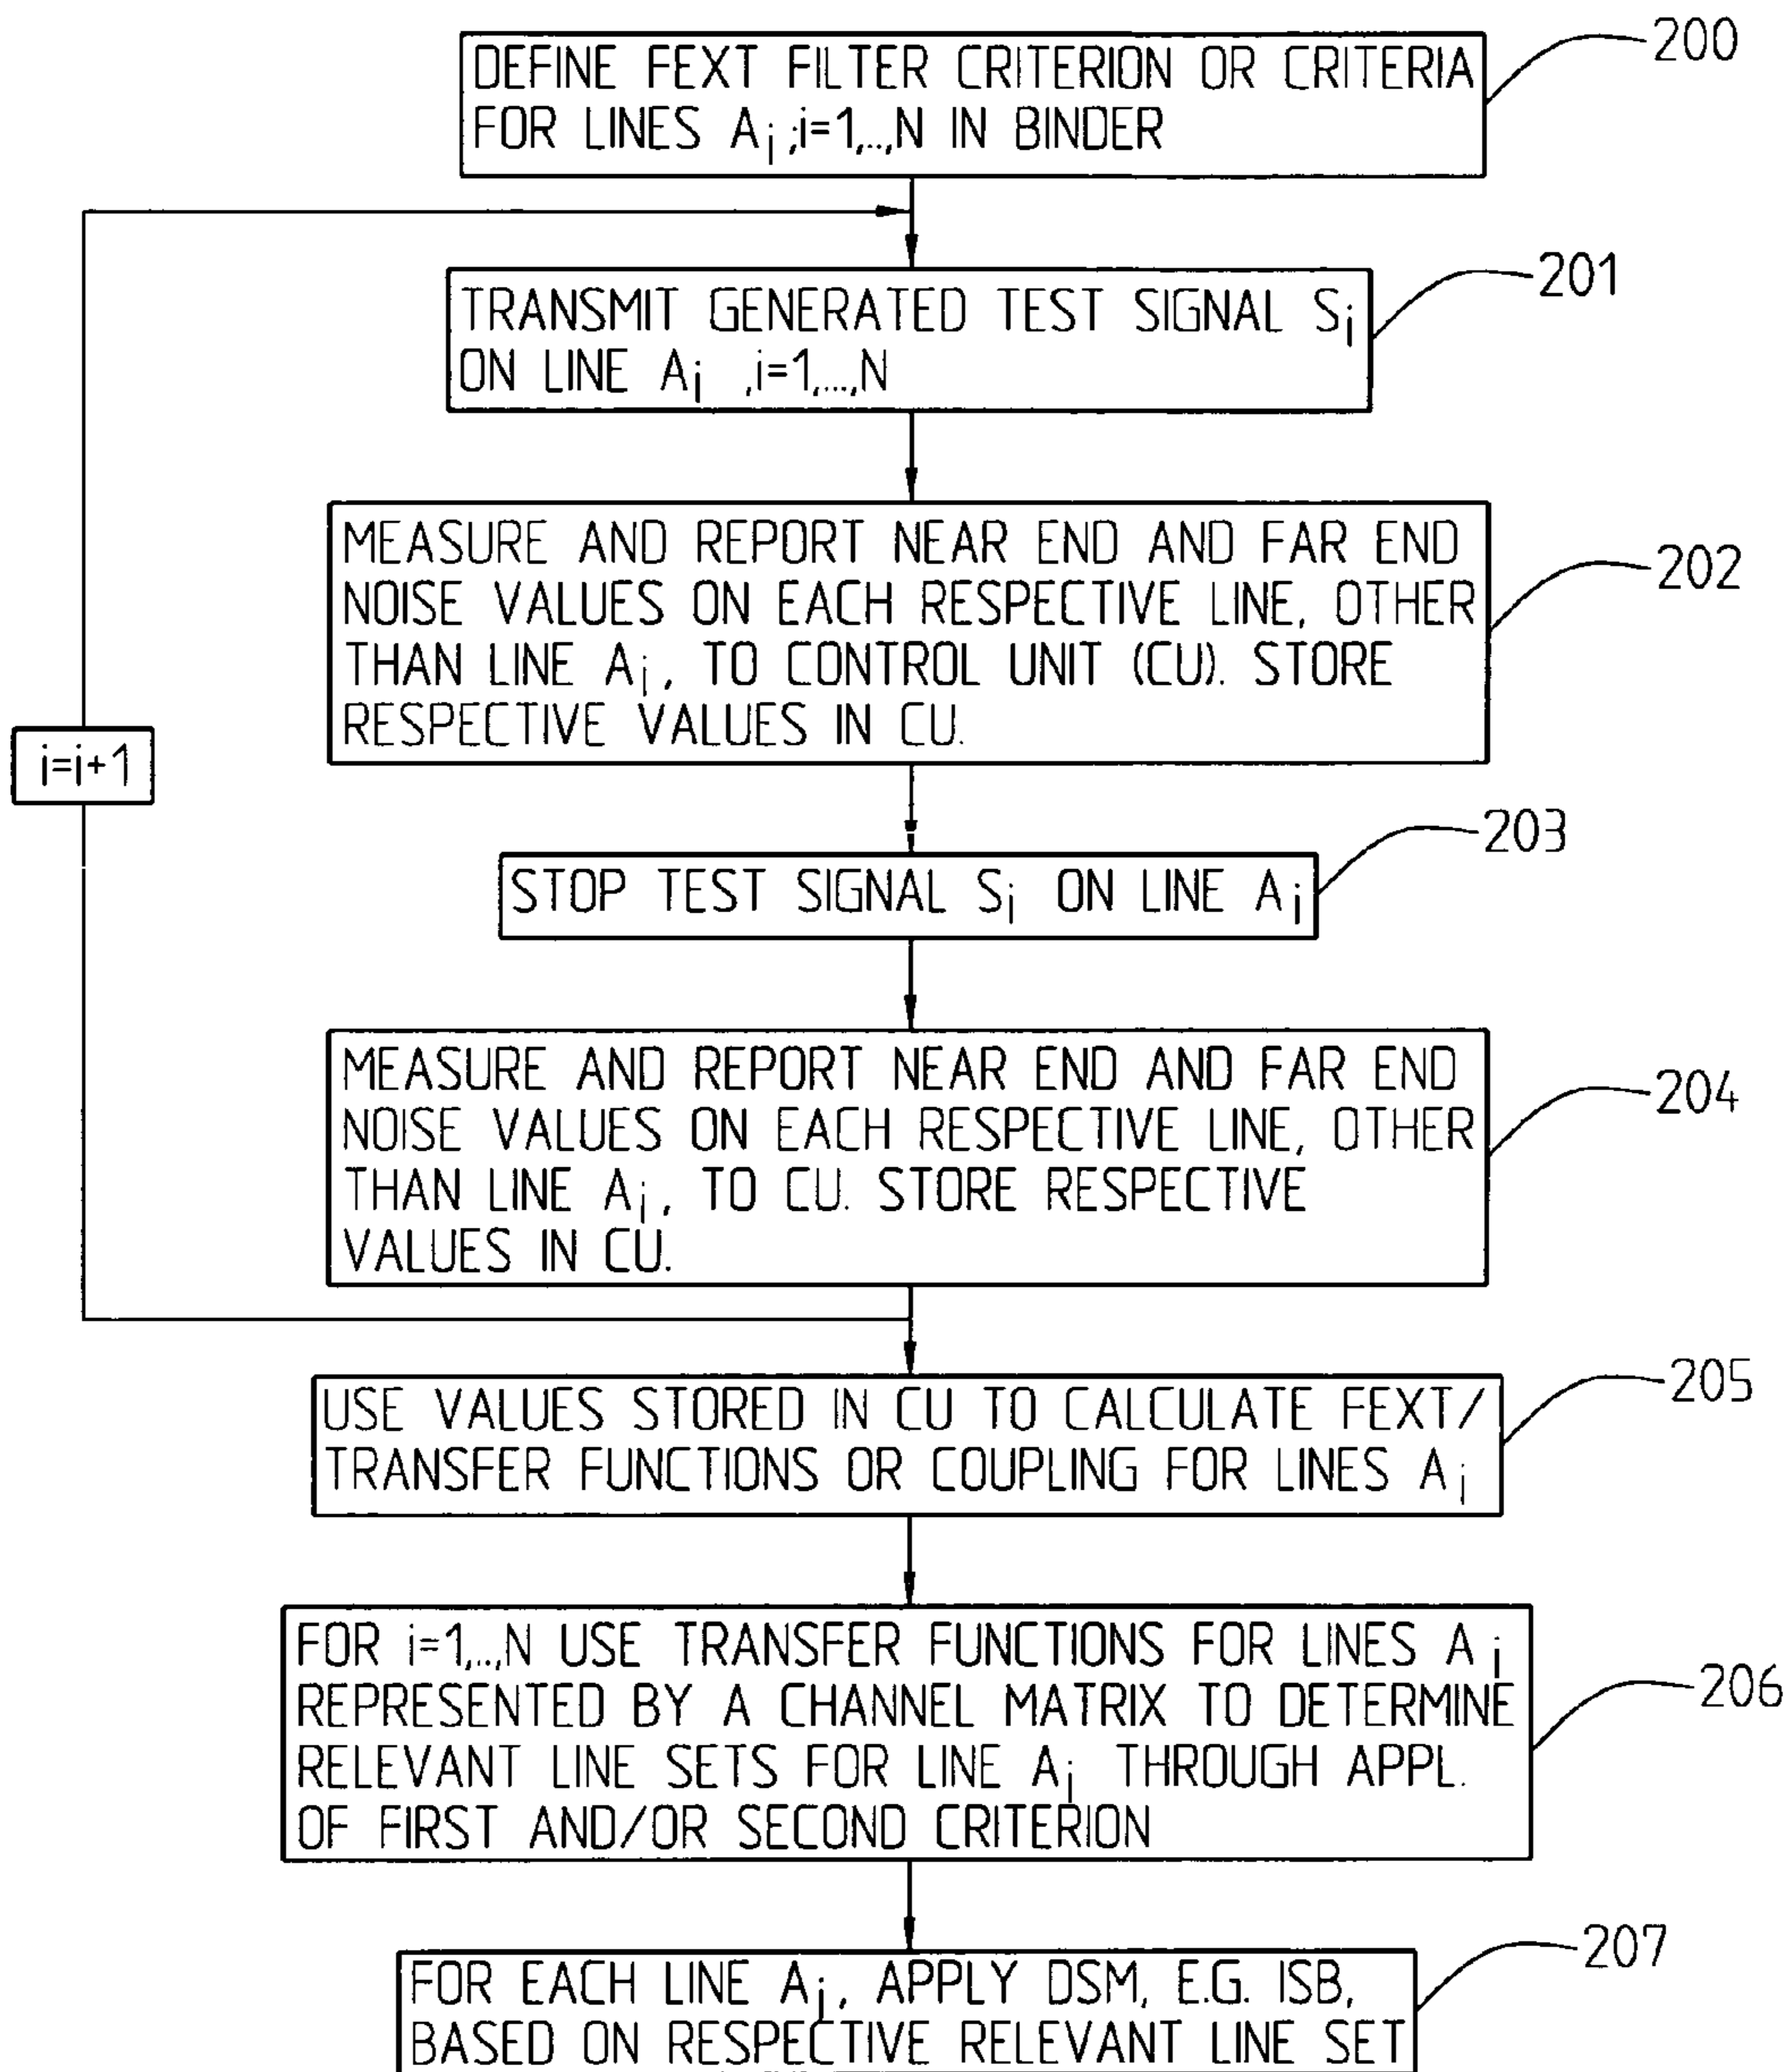 DEFINE FEXT FILTER CRITERION OR CRITERIA
FOR LINES Ai ;i=1,..,N IN BINDER
200
TRANSMIT GENERATED TEST SIGNAL Si
ON LINE Ai ,i=1,...,N
201
MEASURE AND REPORT NEAR END AND FAR END
NOISE VALUES ON EACH RESPECTIVE LINE, OTHER
THAN LINE Ai, TO CONTROL UNIT (CU). STORE
RESPECTIVE VALUES IN CU.
202
i=i+1
STOP TEST SIGNAL Si ON LINE Ai
203
MEASURE AND REPORT NEAR END AND FAR END
NOISE VALUES ON EACH RESPECTIVE LINE, OTHER
THAN LINE Ai, TO CU. STORE RESPECTIVE
VALUES IN CU.
204
USE VALUES STORED IN CU TO CALCULATE FEXT/
TRANSFER FUNCTIONS OR COUPLING FOR LINES Ai
205
FOR i=1,..,N USE TRANSFER FUNCTIONS FOR LINES Ai
REPRESENTED BY A CHANNEL MATRIX TO DETERMINE
RELEVANT LINE SETS FOR LINE Ai THROUGH APPL.
OF FIRST AND/OR SECOND CRITERION
206
FOR EACH LINE Ai, APPLY DSM, E.G. ISB,
BASED ON RESPECTIVE RELEVANT LINE SET
207